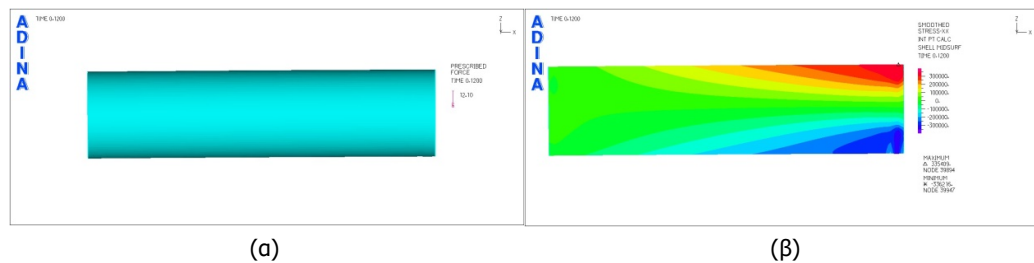 ADINA
TIME 0.1200
Z
X
PRESCRIBED
FORCE
TIME 0.1200
12.10
ADINA
TIME 0.1200
Z
X
SMOOTHED
STRESS-XX
INT PT CALC
SHELL MIDSURF
TIME 0.1200
300000.
200000.
100000.
0.
-100000.
-200000.
-300000.
MAXIMUM
NODE 39894
MINIMUM
NODE 39947
(α)
(β)